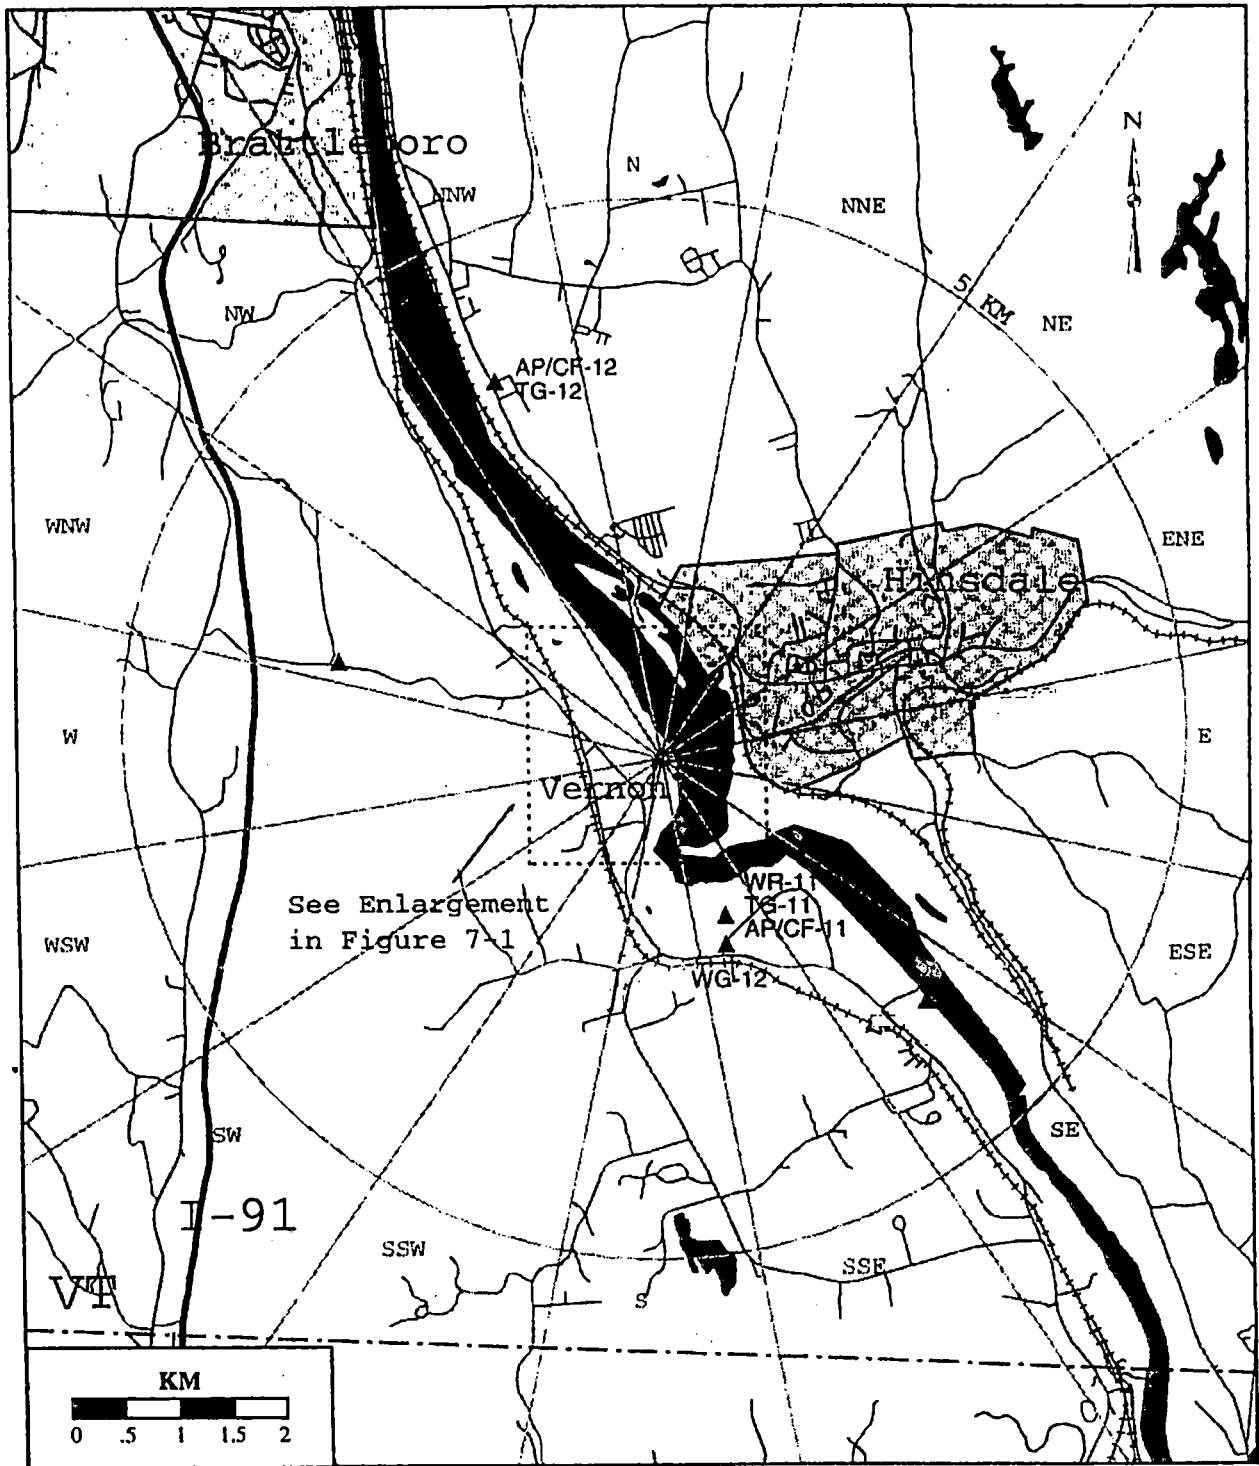 Brattleboro
N
N
NNW
NNE
5 KM
NE
NW
AP/CF-12
TG-12
WNW
ENE
Hinsdale
W
E
Vernon
WR-11
TG-11
AP/CF-11
See Enlargement
in Figure 7-1
WSW
ESE
WG-12
SW
SE
I-91
SSW
SSE
VT
S
KM
0 .5 1 1.5 2